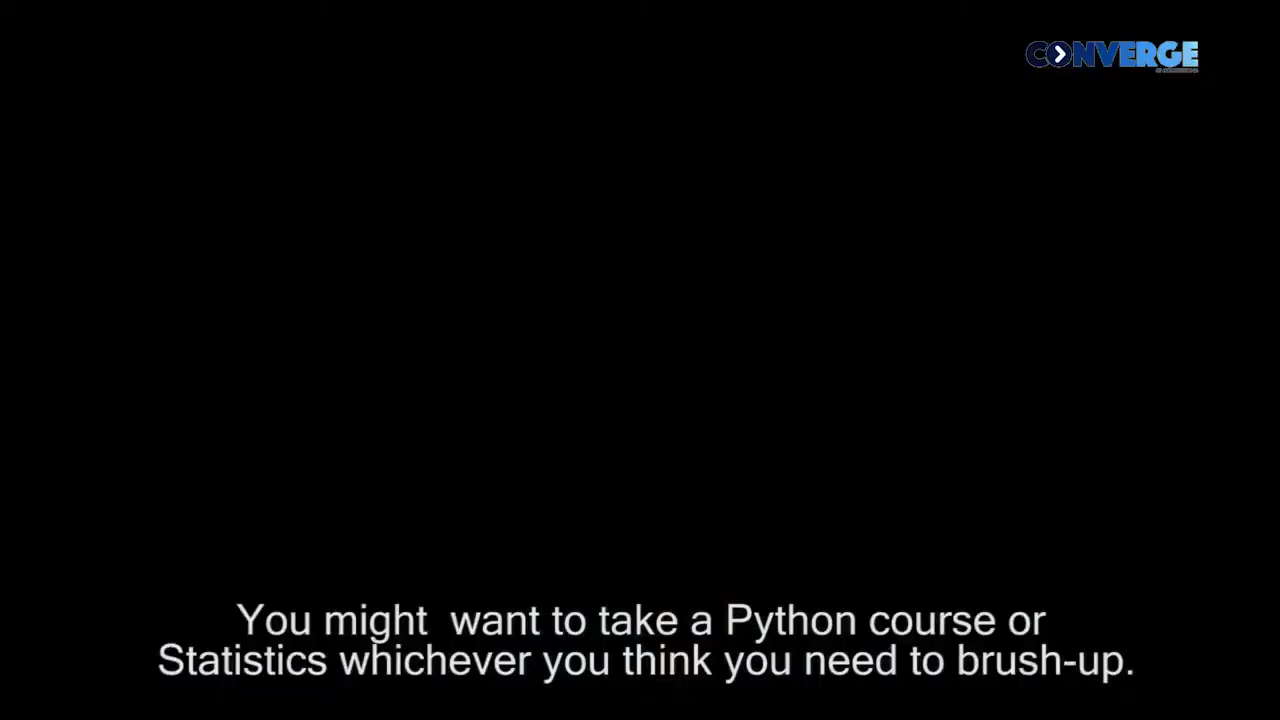 CONVERGE
You might  want to take a Python course or
Statistics whichever you think you need to brush-up.